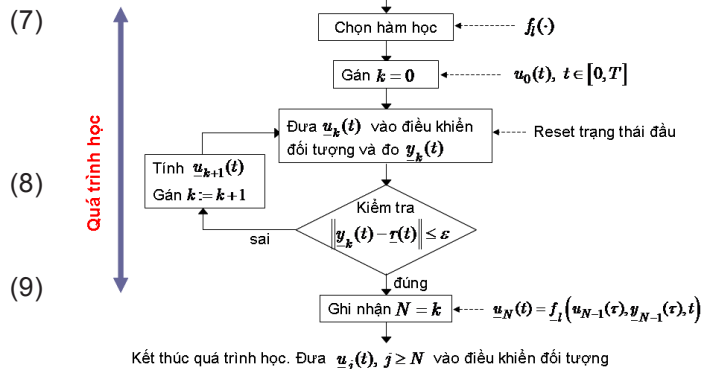 (7)
Chọn hàm học
f_l(·)
Gán k = 0
u_0(t), t ∈ [0, T]
Đưa u_k(t) vào điều khiển
đối tượng và đo y_k(t)
Reset trạng thái đầu
Quá trình học
Tính u_{k+1}(t)
Gán k := k+1
(8)
Kiểm tra
‖y_k(t) − r(t)‖ ≤ ε
sai
đúng
(9)
Ghi nhận N = k
u_N(t) = f_l(u_{N−1}(τ), y_{N−1}(τ), t)
Kết thúc quá trình học. Đưa u_j(t), j ≥ N vào điều khiển đối tượng